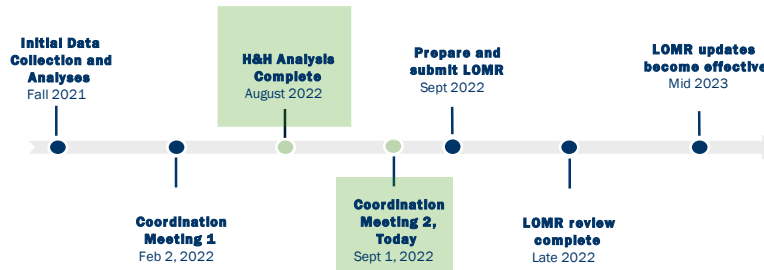 Initial Data
Collection and
Analyses
Fall 2021
Coordination
Meeting 1
Feb 2, 2022
H&H Analysis
Complete
August 2022
Coordination
Meeting 2,
Today
Sept 1, 2022
Prepare and
submit LOMR
Sept 2022
LOMR review
complete
Late 2022
LOMR updates
become effective
Mid 2023